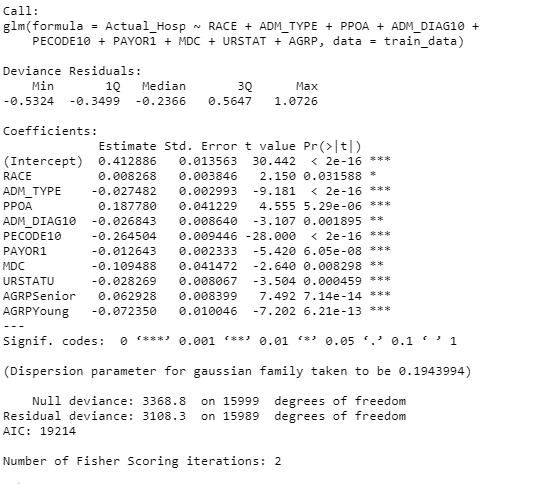 Call:
glm(formula = Actual_Hosp ~ RACE + ADM_TYPE + PPOA + ADM_DIAG10 +
    PECODE10 + PAYOR1 + MDC + URSTAT + AGRP, data = train_data)

Deviance Residuals:
    Min       1Q   Median       3Q      Max
-0.5324  -0.3499  -0.2366   0.5647   1.0726

Coefficients:
             Estimate Std. Error t value Pr(>|t|)
(Intercept)  0.412886   0.013563  30.442  < 2e-16 ***
RACE         0.008268   0.003846   2.150 0.031588 *
ADM_TYPE    -0.027482   0.002993  -9.181  < 2e-16 ***
PPOA         0.187780   0.041229   4.555 5.29e-06 ***
ADM_DIAG10  -0.026843   0.008640  -3.107 0.001895 **
PECODE10    -0.264504   0.009446 -28.000  < 2e-16 ***
PAYOR1      -0.012643   0.002333  -5.420 6.05e-08 ***
MDC         -0.109488   0.041472  -2.640 0.008298 **
URSTATU     -0.028269   0.008067  -3.504 0.000459 ***
AGRPSenior   0.062928   0.008399   7.492 7.14e-14 ***
AGRPYoung   -0.072350   0.010046  -7.202 6.21e-13 ***
---
Signif. codes:  0 ‘***’ 0.001 ‘**’ 0.01 ‘*’ 0.05 ‘.’ 0.1 ‘ ’ 1

(Dispersion parameter for gaussian family taken to be 0.1943994)

    Null deviance: 3368.8  on 15999  degrees of freedom
Residual deviance: 3108.3  on 15989  degrees of freedom
AIC: 19214

Number of Fisher Scoring iterations: 2